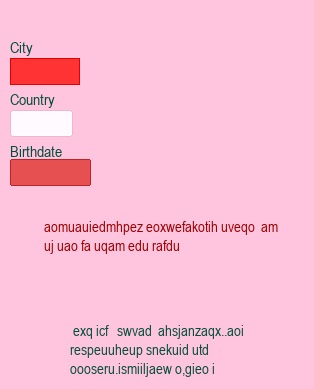 City
Country
Birthdate
aomuauiedmhpez eoxwefakotih uveqo  am
uj uao fa uqam edu rafdu
exq icf   swvad  ahsjanzaqx..aoi
respeuuheup snekuid utd
oooseru.ismiiljaew o,gieo i